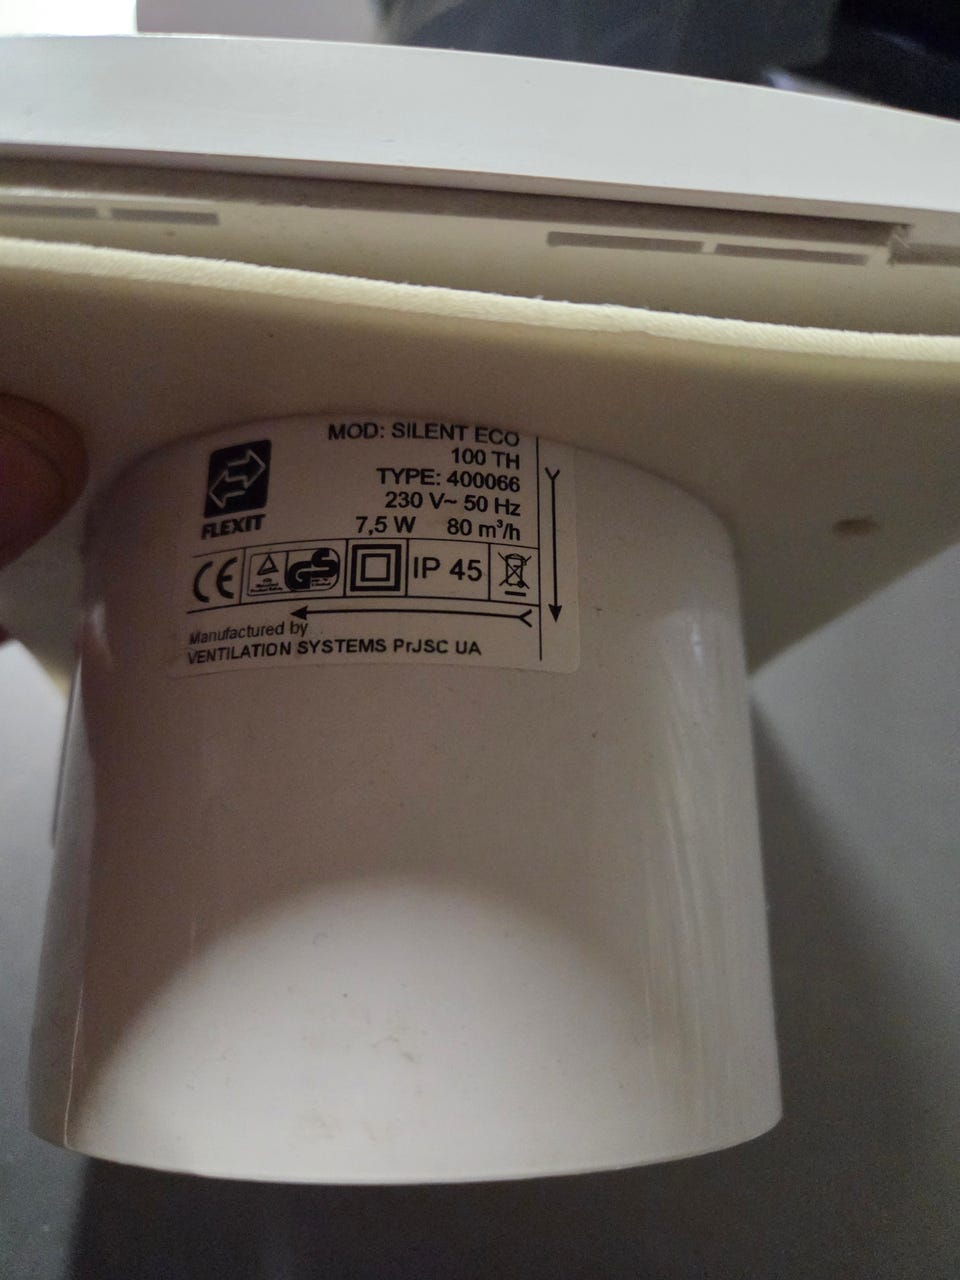 MOD: SILENT ECO
100 TH
TYPE: 400066
230 V~ 50 Hz
7,5 W 80 m³/h
FLEXIT
CE GS IP 45
Manufactured by
VENTILATION SYSTEMS PrJSC UA